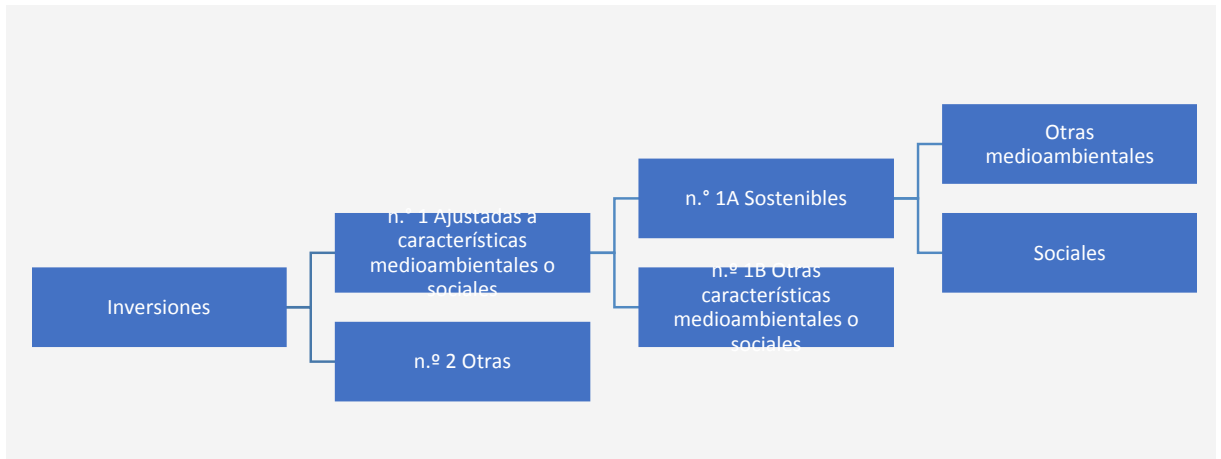 Inversiones
n.° 1 Ajustadas a
características
medioambientales o
sociales
n.º 2 Otras
n.° 1A Sostenibles
n.º 1B Otras
características
medioambientales o
sociales
Otras
medioambientales
Sociales